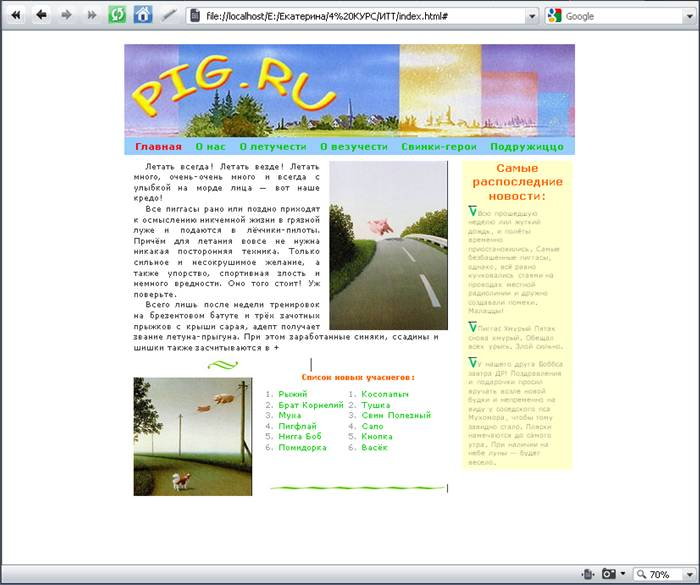 file://localhost/E:/Екатерина/4%20КУРС/ИТТ/index.html#
Google
PIG.RU
Главная О нас О летучести О везучести Свинки-герои Подружиццо
Летать всегда! Летать везде! Летать
много, очень-очень много и всегда с
улыбкой на морде лица — вот наше
кредо!
Все пиггасы рано или поздно приходят
к осмыслению никчемной жизни в грязной
луже и подаются в лётчики-пилоты.
Причём для летания вовсе не нужна
никакая посторонняя техника. Только
сильное и несокрушимое желание, а
также упорство, спортивная злость и
немного вредности. Оно того стоит! Уж
поверьте.
Всего лишь после недели тренировок
на брезентовом батуте и трёх зачотных
прыжков с крыши сарая, адепт получает
звание летуна-прыгуна. При этом заработанные синяки, ссадины и
шишки также засчитываются в +
Список новых учаснегов:
1. Рыжий
2. Брат Корнелий
3. Муха
4. Пигфлай
5. Нигга Боб
6. Помидорка
1. Косолапыч
2. Тушка
3. Свин Полезный
4. Сало
5. Кнопка
6. Васёк
Самые
распоследние
новости:
Всю прошедшую
неделю лил жуткий
дождь, и полёты
временно
приостановились. Самые
безбашенные пиггасы,
однако, всё равно
кучковались стаями на
проводах местной
радиолинии и дружно
создавали помехи.
Маладцы!
Пиггас Хмурый Пятак
снова хмурый. Обещал
всех урыть. Злой сильно.
У нашего друга Боббса
завтра ДР! Поздравления
и подарочки просил
вручать возле новой
будки и непременно на
виду у соседского пса
Мухомора, чтобы тому
завидно стало. Пляски
намечаются до самого
утра. При наличии на
небе луны — будет
весело.
70%